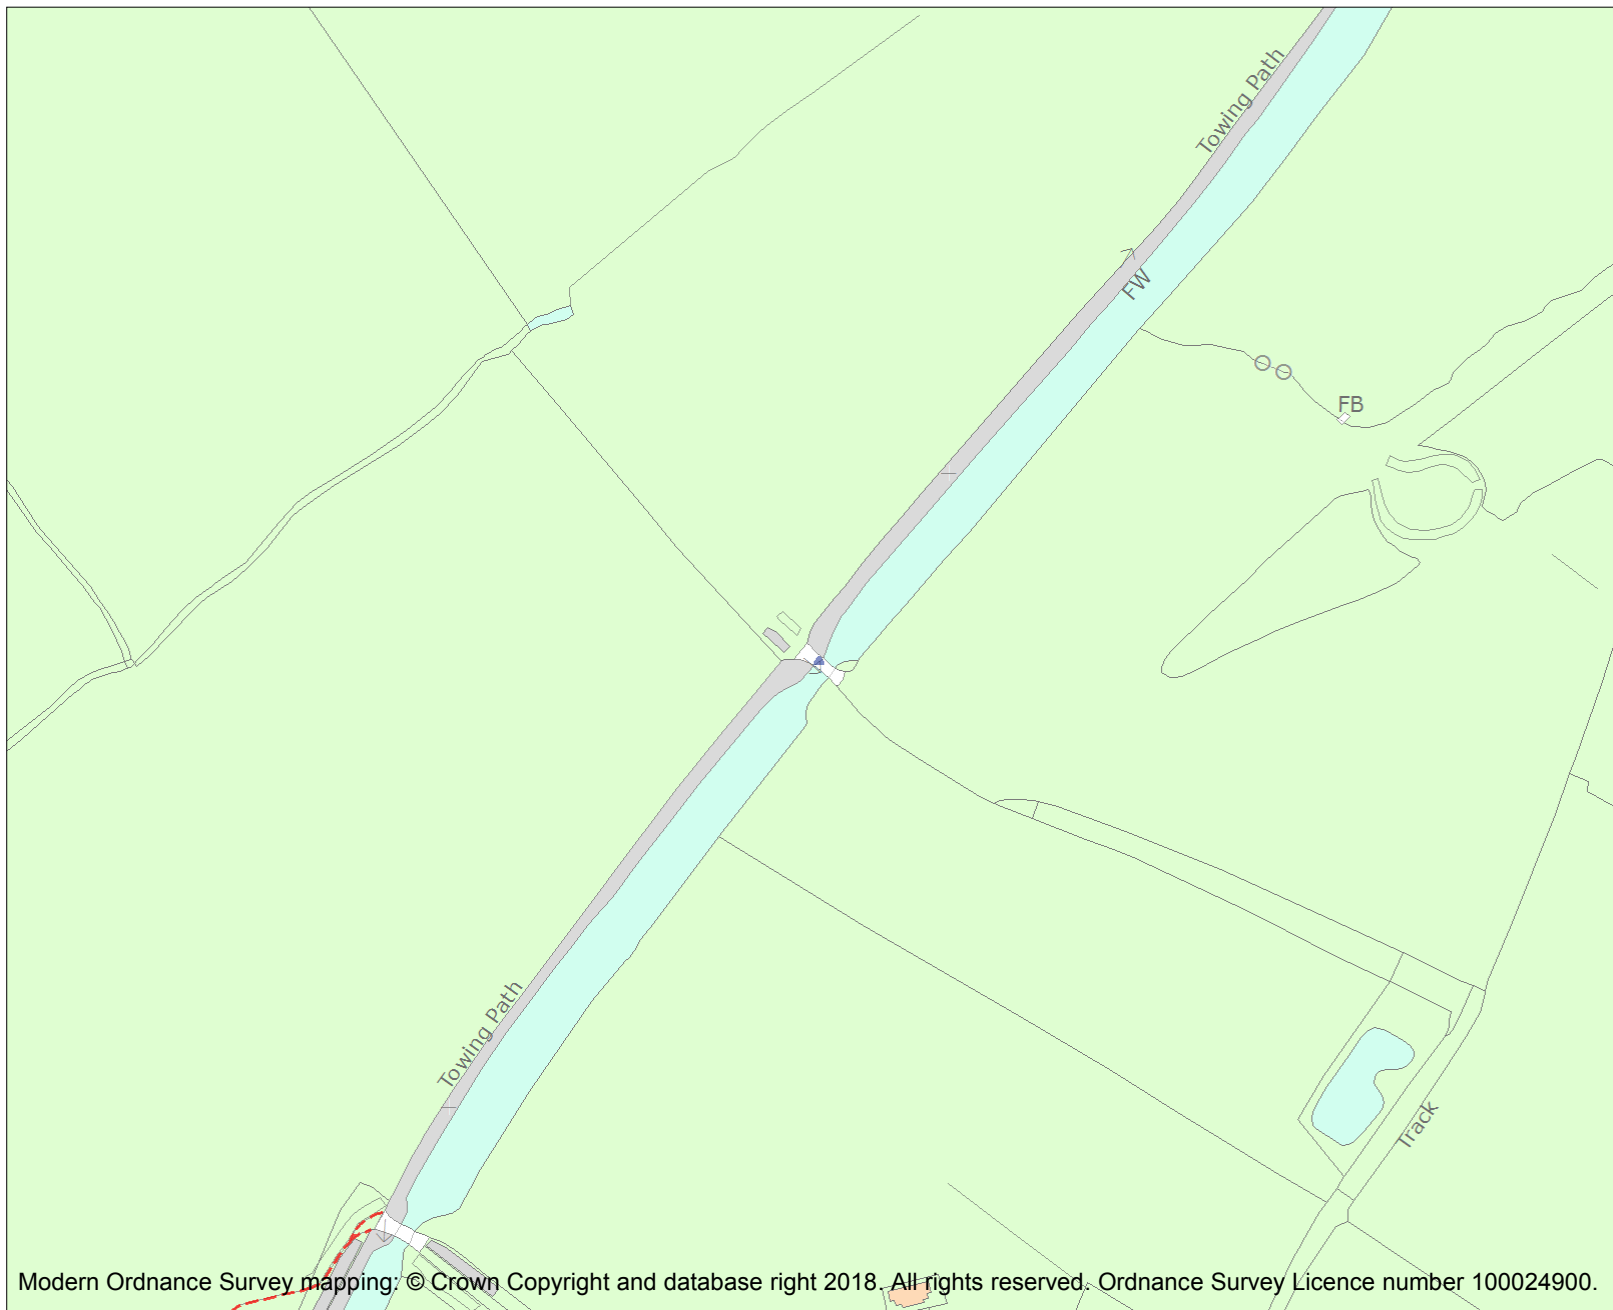 Towing Path
FW
FB
Towing Path
Track
Modern Ordnance Survey mapping: © Crown Copyright and database right 2018. All rights reserved. Ordnance Survey Licence number 100024900.